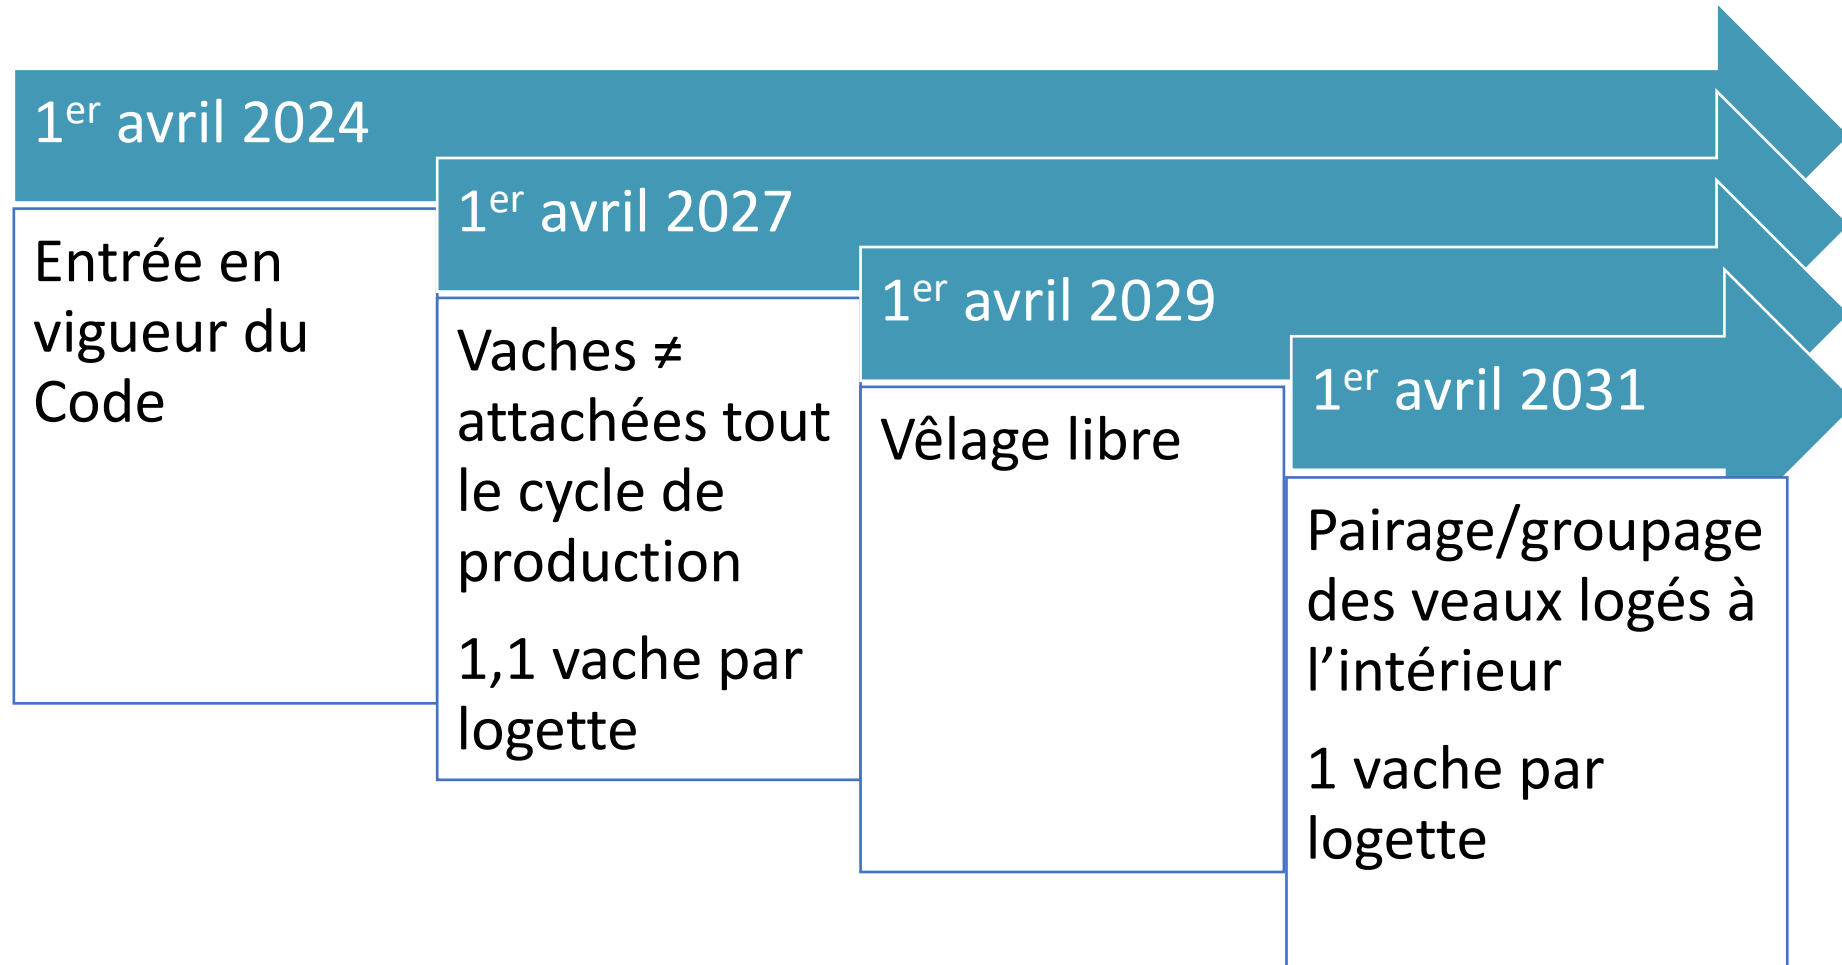 1er avril 2024
Entrée en
vigueur du
Code
1er avril 2027
Vaches ≠
attachées tout
le cycle de
production
1,1 vache par
logette
1er avril 2029
Vêlage libre
1er avril 2031
Pairage/groupage
des veaux logés à
l’intérieur
1 vache par
logette